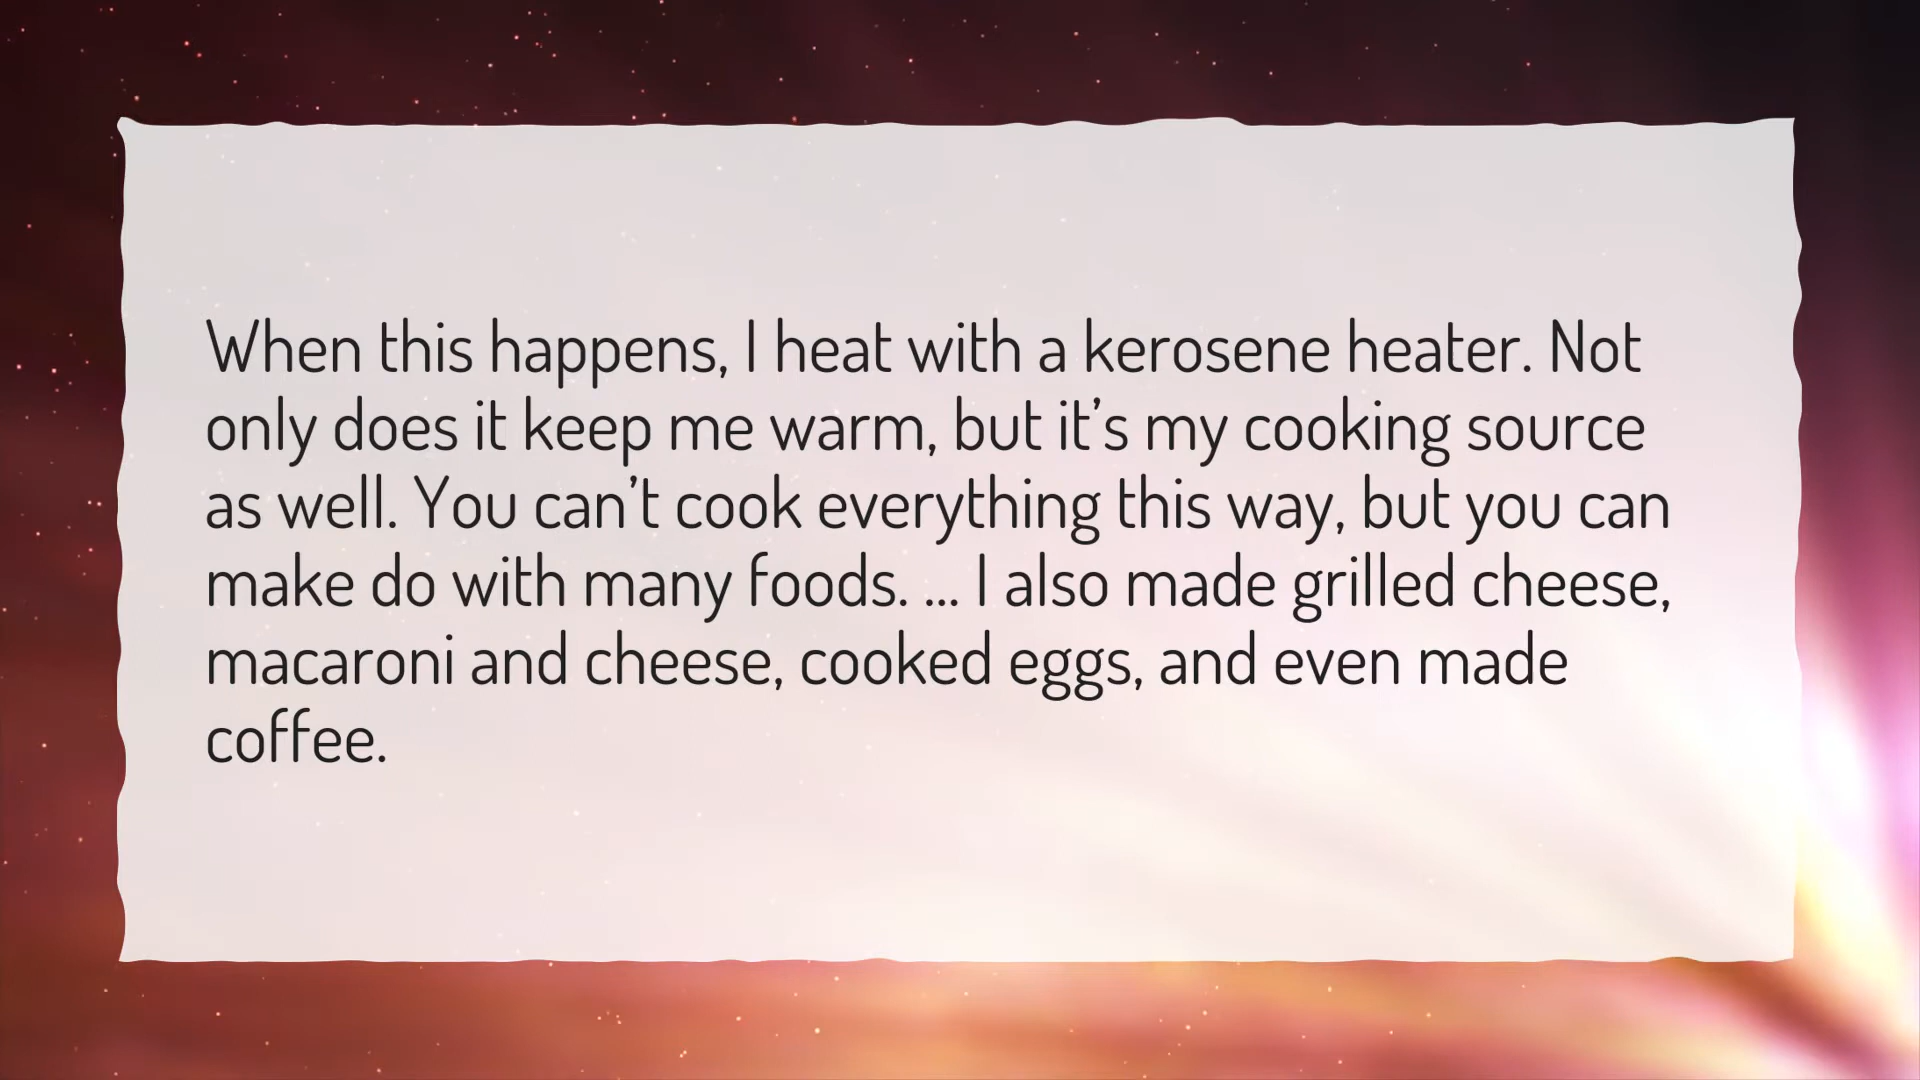 When this happens, I heat with a kerosene heater. Not
only does it keep me warm, but it’s my cooking source
as well. You can’t cook everything this way, but you can
make do with many foods. ... I also made grilled cheese,
macaroni and cheese, cooked eggs, and even made
coffee.